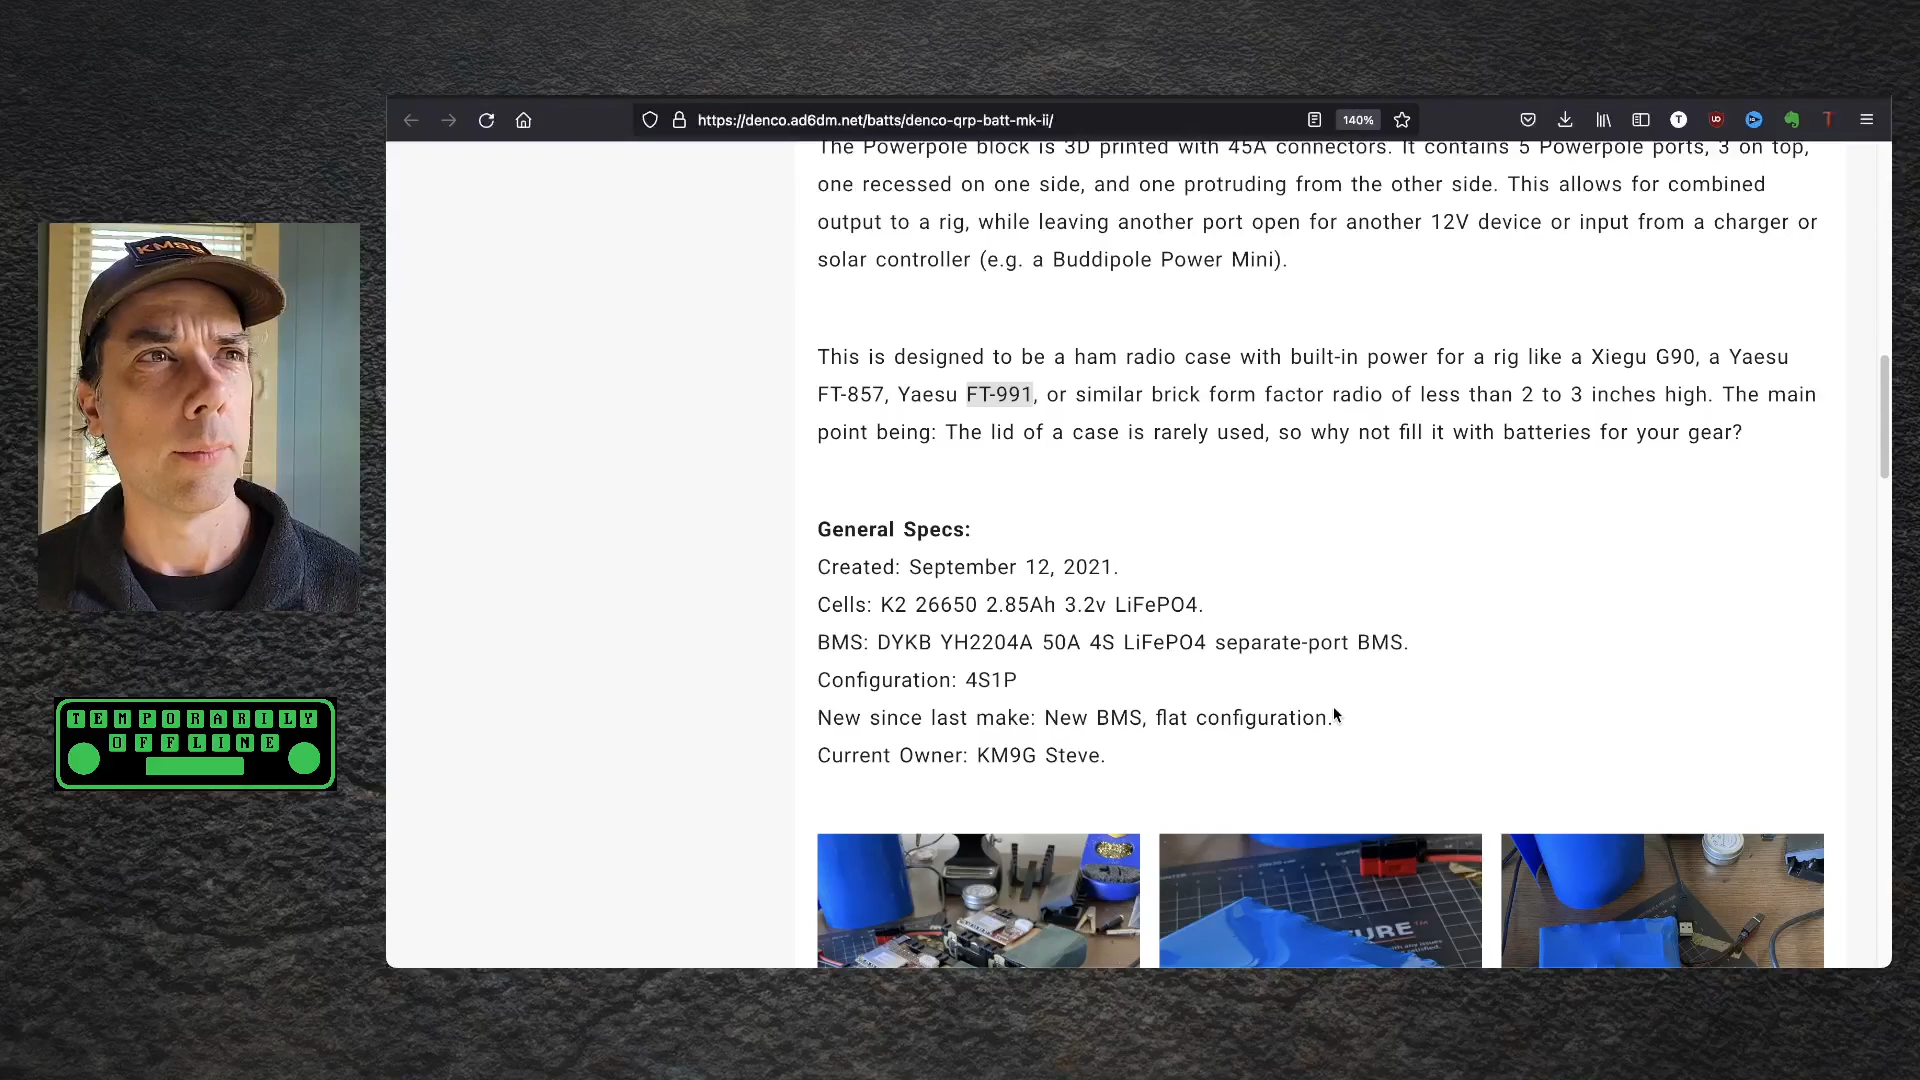 https://denco.ad6dm.net/batts/denco-qrp-batt-mk-ii/
140%
The Powerpole block is 3D printed with 45A connectors. It contains 5 Powerpole ports, 3 on top,
one recessed on one side, and one protruding from the other side. This allows for combined
output to a rig, while leaving another port open for another 12V device or input from a charger or
solar controller (e.g. a Buddipole Power Mini).
This is designed to be a ham radio case with built-in power for a rig like a Xiegu G90, a Yaesu
FT-857, Yaesu FT-991, or similar brick form factor radio of less than 2 to 3 inches high. The main
point being: The lid of a case is rarely used, so why not fill it with batteries for your gear?
General Specs:
Created: September 12, 2021.
Cells: K2 26650 2.85Ah 3.2v LiFePO4.
BMS: DYKB YH2204A 50A 4S LiFePO4 separate-port BMS.
Configuration: 4S1P
New since last make: New BMS, flat configuration.
Current Owner: KM9G Steve.
KM9G
TEMPORARILY
OFFLINE